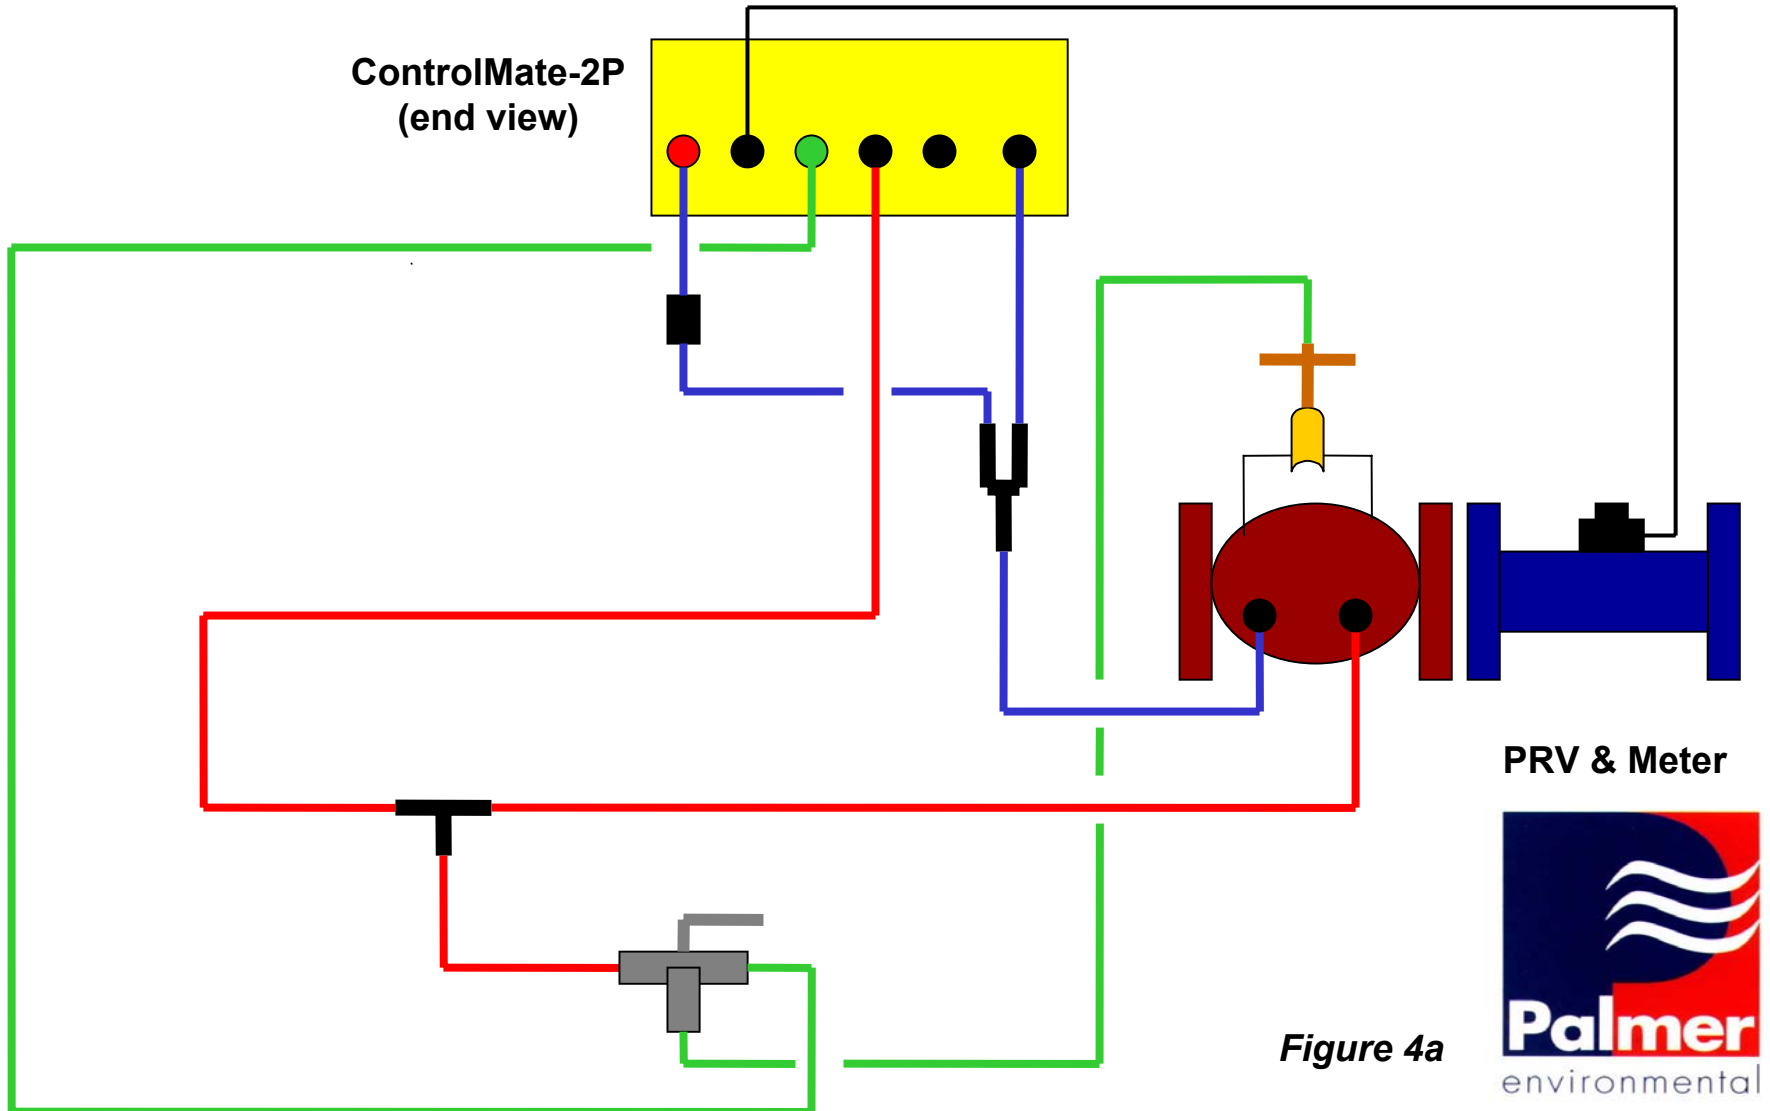 ControlMate-2P
(end view)
PRV & Meter
Figure 4a
Palmer
environmental